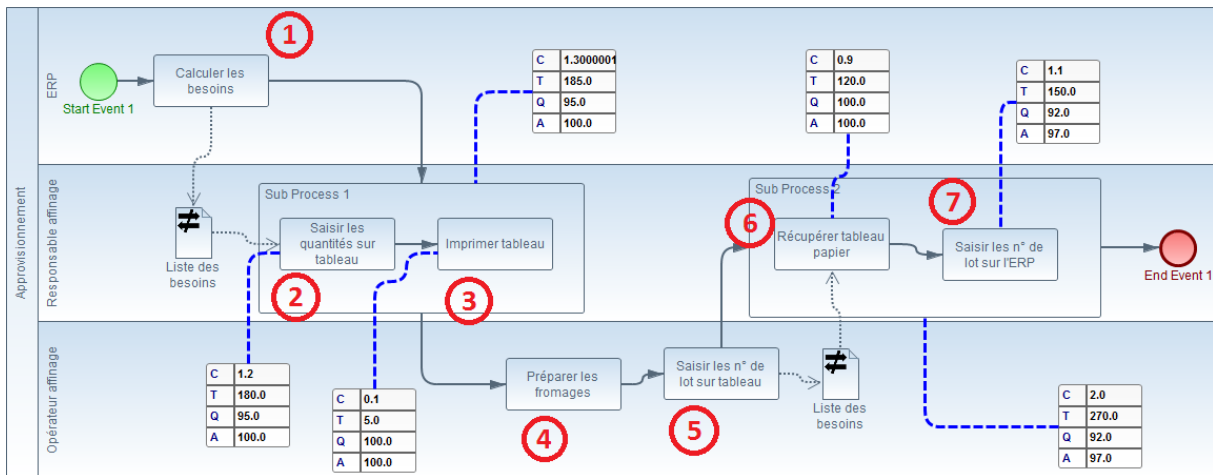 Approvisionnement
ERP
Start Event 1
Calculer les
besoins
1
C 1.3000001
T 185.0
Q 95.0
A 100.0
C 0.9
T 120.0
Q 100.0
A 100.0
C 1.1
T 150.0
Q 92.0
A 97.0
Responsable affinage
Liste des
besoins
Sub Process 1
Saisir les
quantités sur
tableau
2
Imprimer tableau
3
Sub Process 2
6
Récupérer tableau
papier
7
Saisir les n° de
lot sur l'ERP
End Event 1
Opérateur affinage
C 1.2
T 180.0
Q 95.0
A 100.0
C 0.1
T 5.0
Q 100.0
A 100.0
Préparer les
fromages
4
Saisir les n° de
lot sur tableau
5
Liste des
besoins
C 2.0
T 270.0
Q 92.0
A 97.0